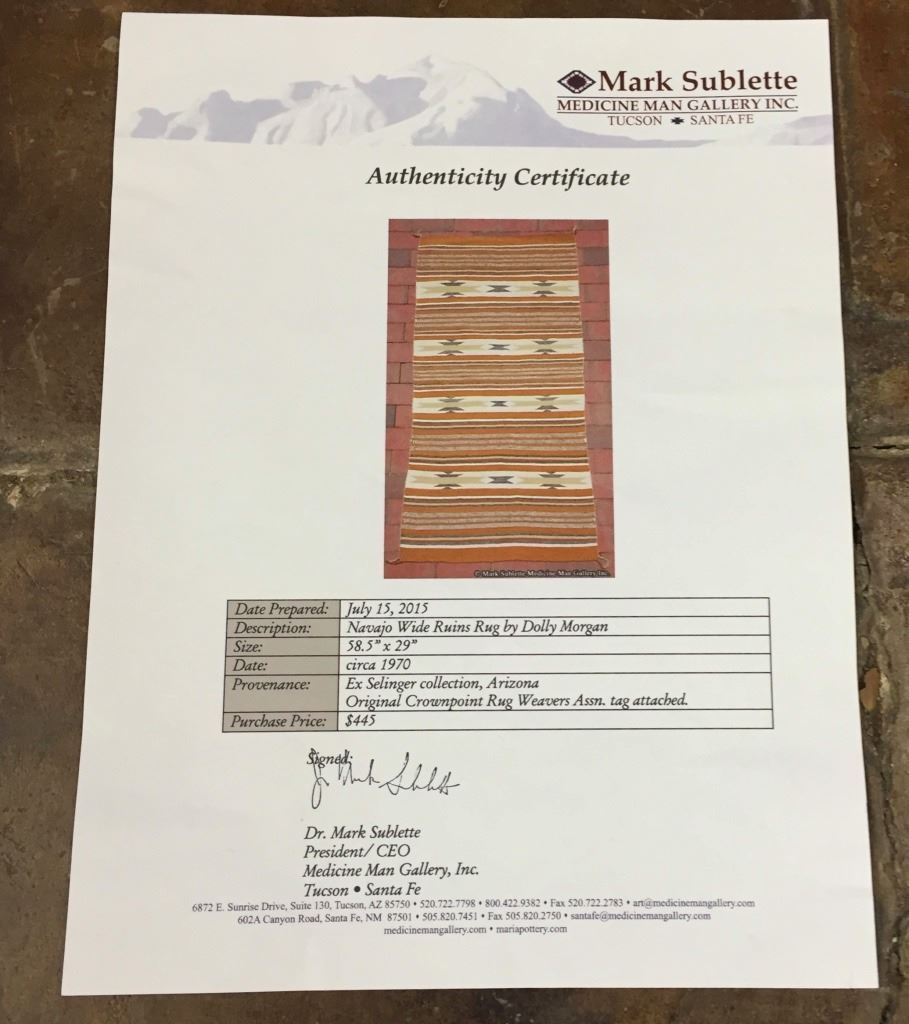 Mark Sublette
MEDICINE MAN GALLERY INC.
TUCSON SANTA FE
Authenticity Certificate
© Mark Sublette Medicine Man Gallery Inc.
Date Prepared: July 15, 2015
Description: Navajo Wide Ruins Rug by Dolly Morgan
Size: 58.5" x 29"
Date: circa 1970
Provenance: Ex Selinger collection, Arizona
Original Crownpoint Rug Weavers Assn. tag attached.
Purchase Price: $445
Signed:
Dr. Mark Sublette
President/ CEO
Medicine Man Gallery, Inc.
Tucson • Santa Fe
6872 E. Sunrise Drive, Suite 130, Tucson, AZ 85750 • 520.722.7798 • 800.422.9382 • Fax 520.722.2783 • art@medicinemangallery.com
602A Canyon Road, Santa Fe, NM 87501 • 505.820.7451 • Fax 505.820.2750 • santafe@medicinemangallery.com
medicinemangallery.com • mariapottery.com